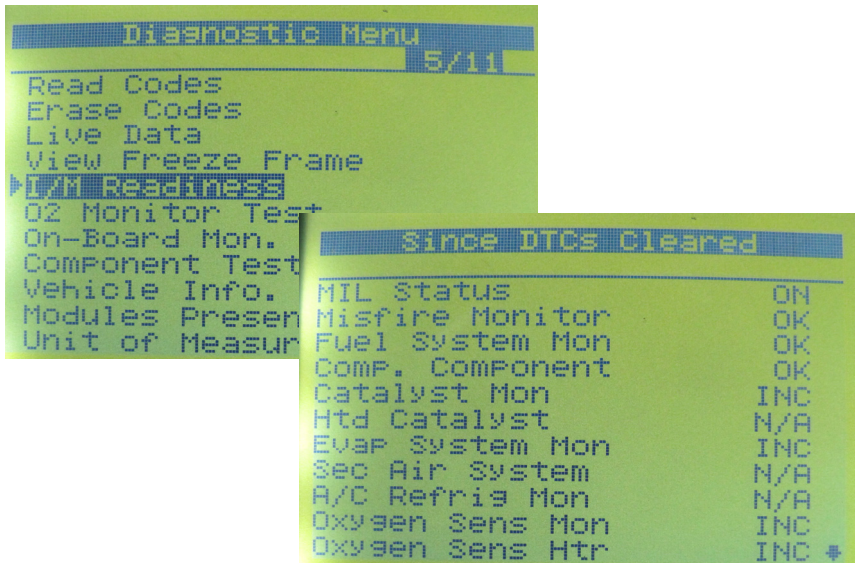 Diagnostic Menu
5/11
Read Codes
Erase Codes
Live Data
View Freeze Frame
I/M Readiness
O2 Monitor Test
On-Board Mon.
Component Test
Vehicle Info.
Modules Presen
Unit of Measur
Since DTCs Cleared
MIL Status ON
Misfire Monitor OK
Fuel System Mon OK
Comp. Component OK
Catalyst Mon INC
Htd Catalyst N/A
Evap System Mon INC
Sec Air System N/A
A/C Refrig Mon N/A
Oxygen Sens Mon INC
Oxygen Sens Htr INC